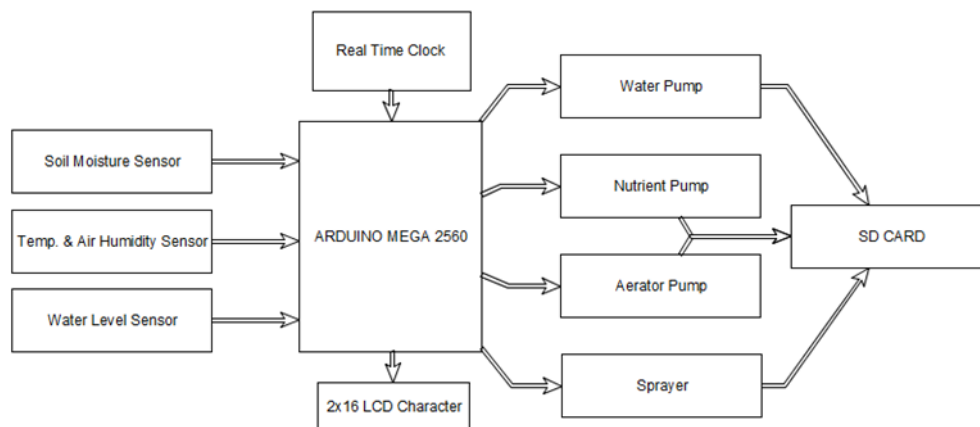 Real Time Clock
Water Pump
Soil Moisture Sensor
Nutrient Pump
Temp. & Air Humidity Sensor
ARDUINO MEGA 2560
SD CARD
Aerator Pump
Water Level Sensor
Sprayer
2x16 LCD Character